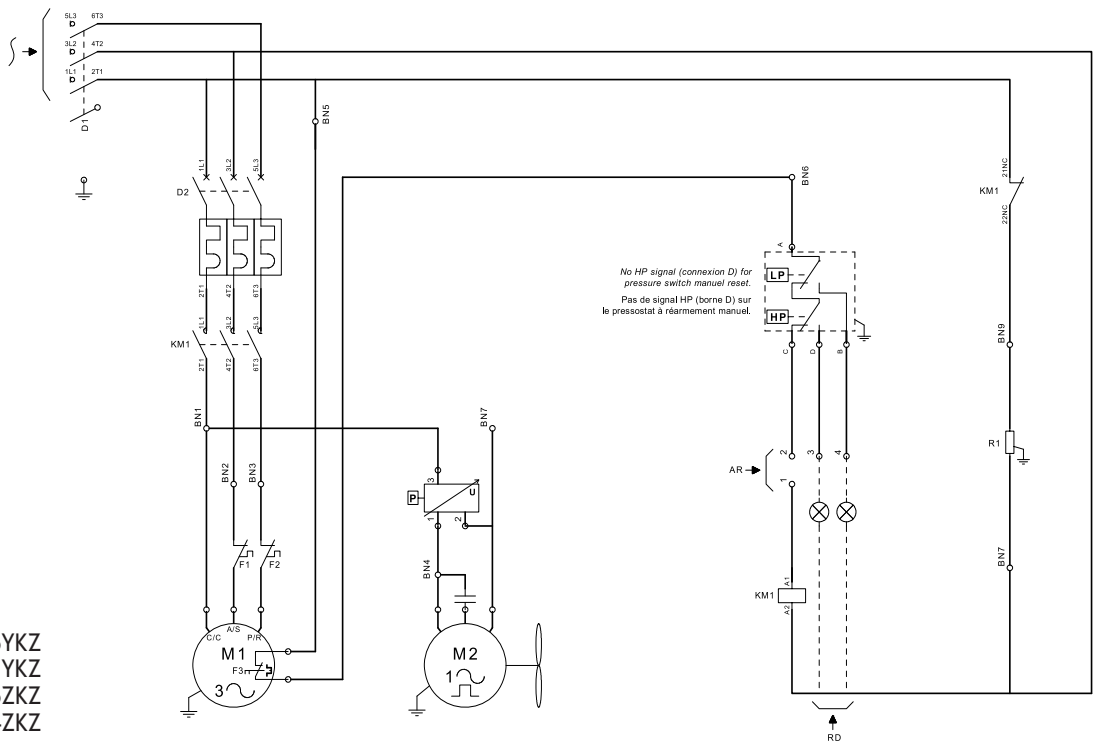 5L3 6T3
3L2 4T2
1L1 2T1
D1
BN5
1L1 3L2 5L3
D2
2T1 4T2 6T3
1L1 3L2 5L3
KM1
2T1 4T2 6T3
BN1
BN2
BN3
F1
F2
C/C A/S P/R
M1
F3
3
BN7
3
P
U
1 2
BN4
M2
1
BN6
A
No HP signal (connexion D) for
pressure switch manuel reset.
Pas de signal HP (borne D) sur
le pressostat à réarmement manuel.
LP
HP
C D B
AR
2 3 4
1
A1
KM1
A2
RD
21NC
KM1
22NC
BN9
R1
BN7
YKZ
YKZ
ZKZ
ZKZ